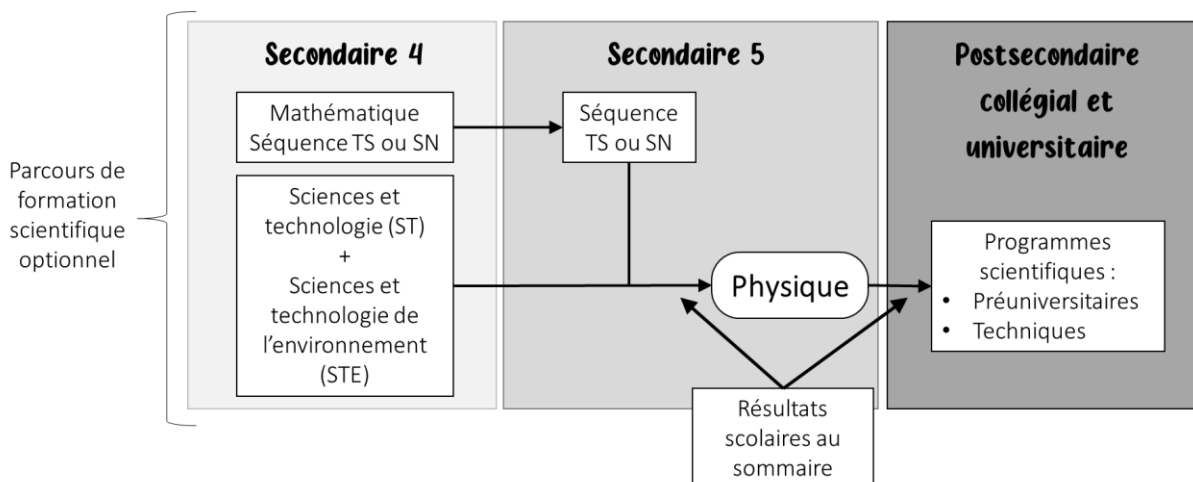 Parcours de
formation
scientifique
optionnel
Secondaire 4
Mathématique
Séquence TS ou SN
Sciences et
technologie (ST)
+
Sciences et
technologie de
l'environnement
(STE)
Secondaire 5
Séquence
TS ou SN
Physique
Résultats
scolaires au
sommaire
Postsecondaire
collégial et
universitaire
Programmes
scientifiques :
• Préuniversitaires
• Techniques